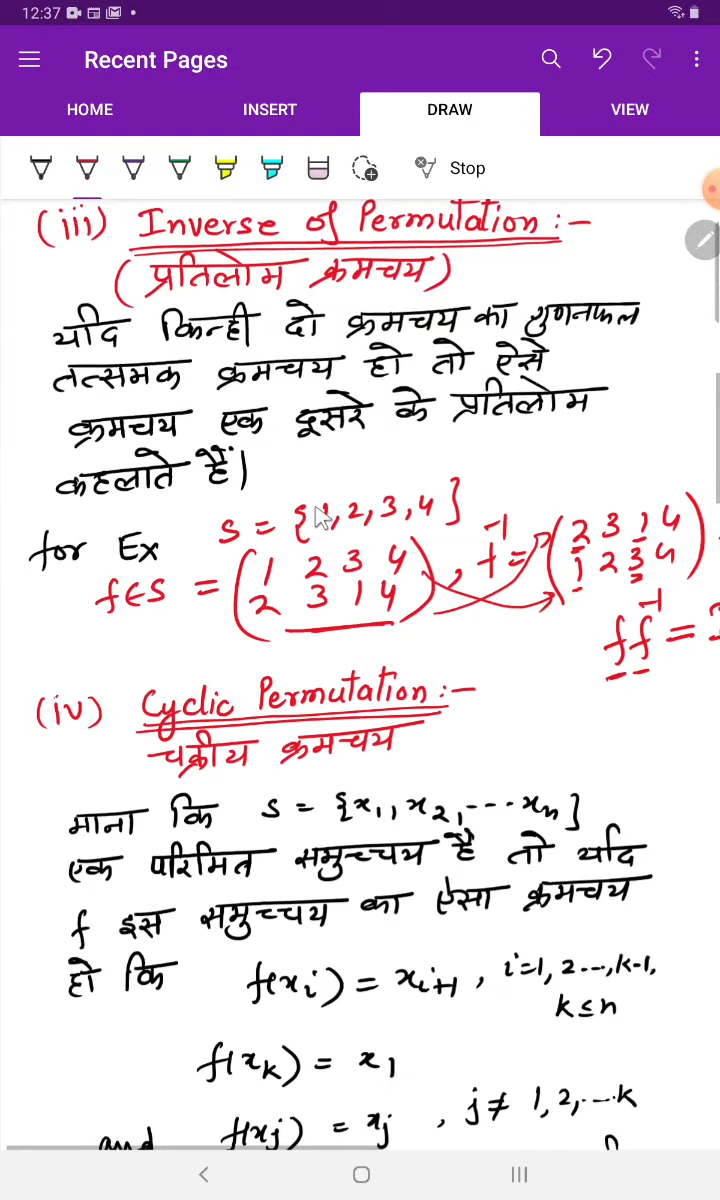 12:37
Recent Pages
HOME INSERT DRAW VIEW
Stop
(iii) Inverse of Permutation :-
(प्रतिलोम क्रमचय)
यदि किन्ही दो क्रमचय का गुणनफल
तत्समक क्रमचय हो तो ऐसे
क्रमचय एक दूसरे के प्रतिलोम
कहलाते हैं।
for Ex S = {1, 2, 3, 4}
f∈S = (1 2 3 4 / 2 3 1 4), f⁻¹ = (2 3 1 4 / 1 2 3 4)
ff⁻¹ =
(iv) Cyclic Permutation :-
चक्रीय क्रमचय
माना कि S = {x1, x2, ... xn}
एक परिमित समुच्चय है तो यदि
f इस समुच्चय का ऐसा क्रमचय
हो कि f(xi) = xi+1, i=1, 2..., k-1,
k≤n
f(xk) = x1
and f(xj) = xj, j≠ 1, 2, ... k